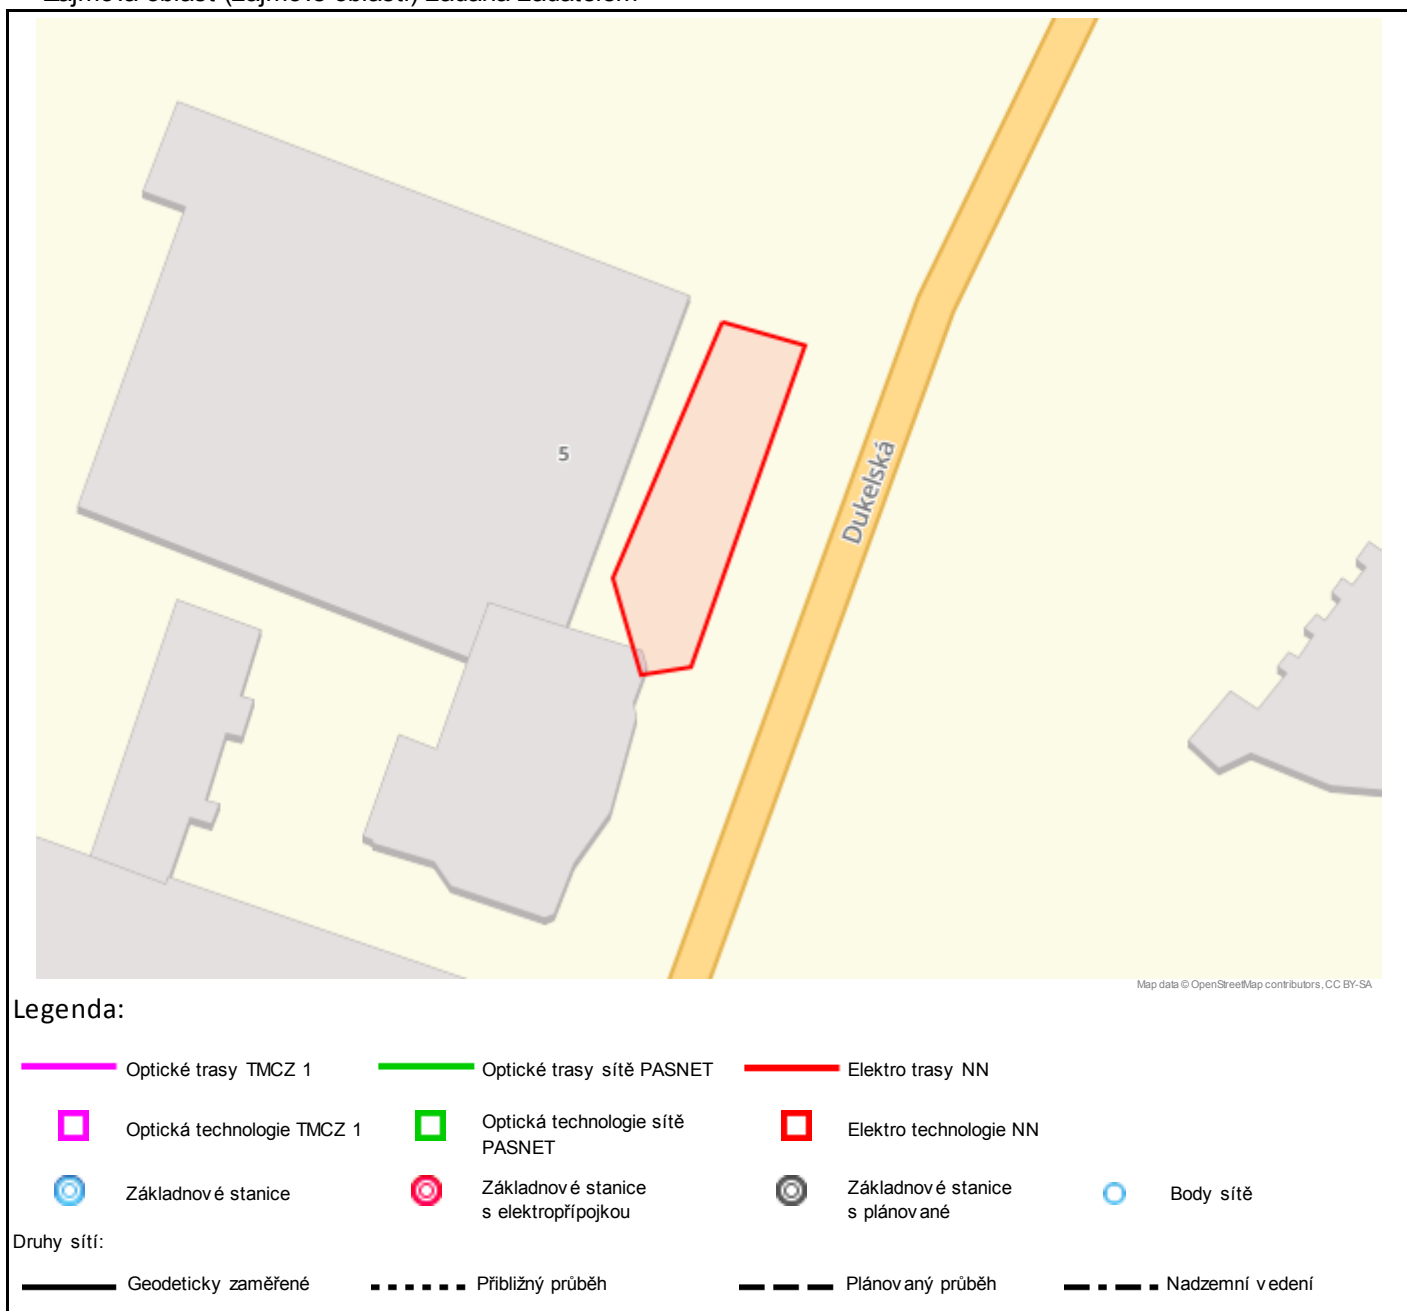 5
Dukelská
Map data © OpenStreetMap contributors, CC BY-SA
Legenda:
Optické trasy TMCZ 1
Optické trasy sítě PASNET
Elektro trasy NN
Optická technologie TMCZ 1
Optická technologie sítě
PASNET
Elektro technologie NN
Základnové stanice
Základnové stanice
s elektropřípojkou
Základnové stanice
s plánované
Body sítě
Druhy sítí:
Geodeticky zaměřené
Přibližný průběh
Plánovaný průběh
Nadzemní vedení